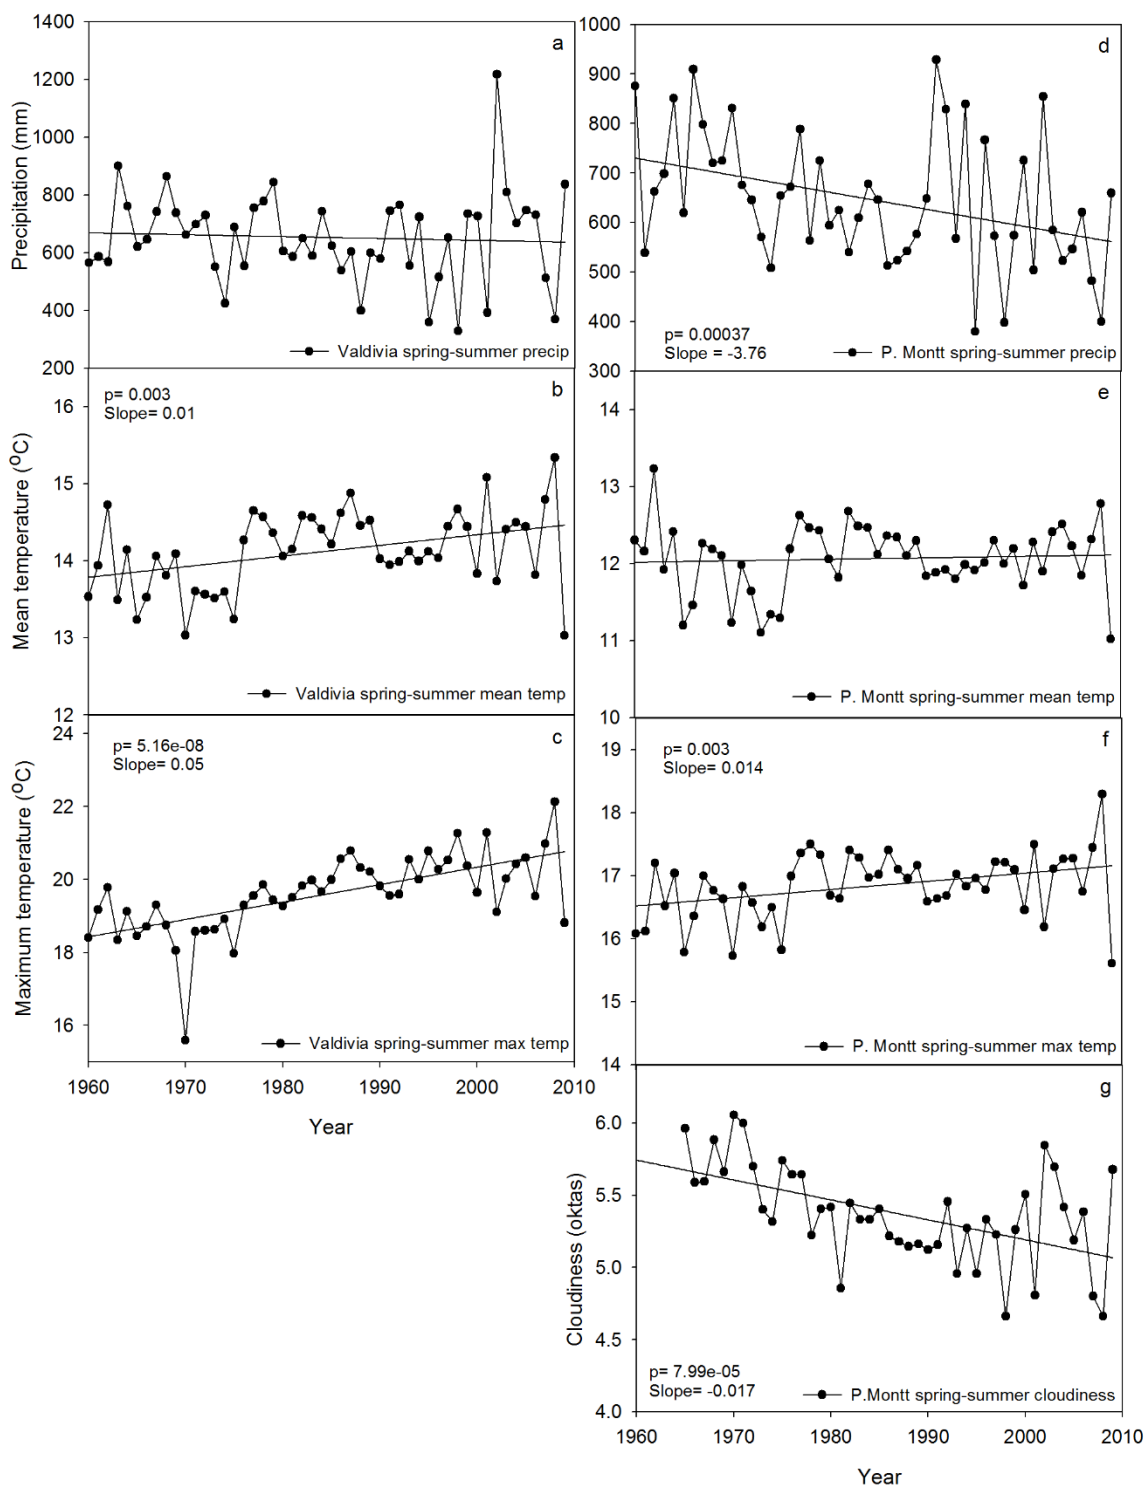 a
Precipitation (mm)
1400
1200
1000
800
600
400
200
Valdivia spring-summer precip
b
p= 0.003
Slope= 0.01
Mean temperature (°C)
16
15
14
13
12
Valdivia spring-summer mean temp
c
p= 5.16e-08
Slope= 0.05
Maximum temperature (°C)
24
22
20
18
16
Valdivia spring-summer max temp
1960 1970 1980 1990 2000 2010
Year
d
1000
900
800
700
600
500
400
300
p= 0.00037
Slope = -3.76
P. Montt spring-summer precip
e
14
13
12
11
10
P. Montt spring-summer mean temp
f
p= 0.003
Slope= 0.014
19
18
17
16
15
14
P. Montt spring-summer max temp
g
Cloudiness (oktas)
6.0
5.5
5.0
4.5
4.0
p= 7.99e-05
Slope= -0.017
P.Montt spring-summer cloudiness
1960 1970 1980 1990 2000 2010
Year